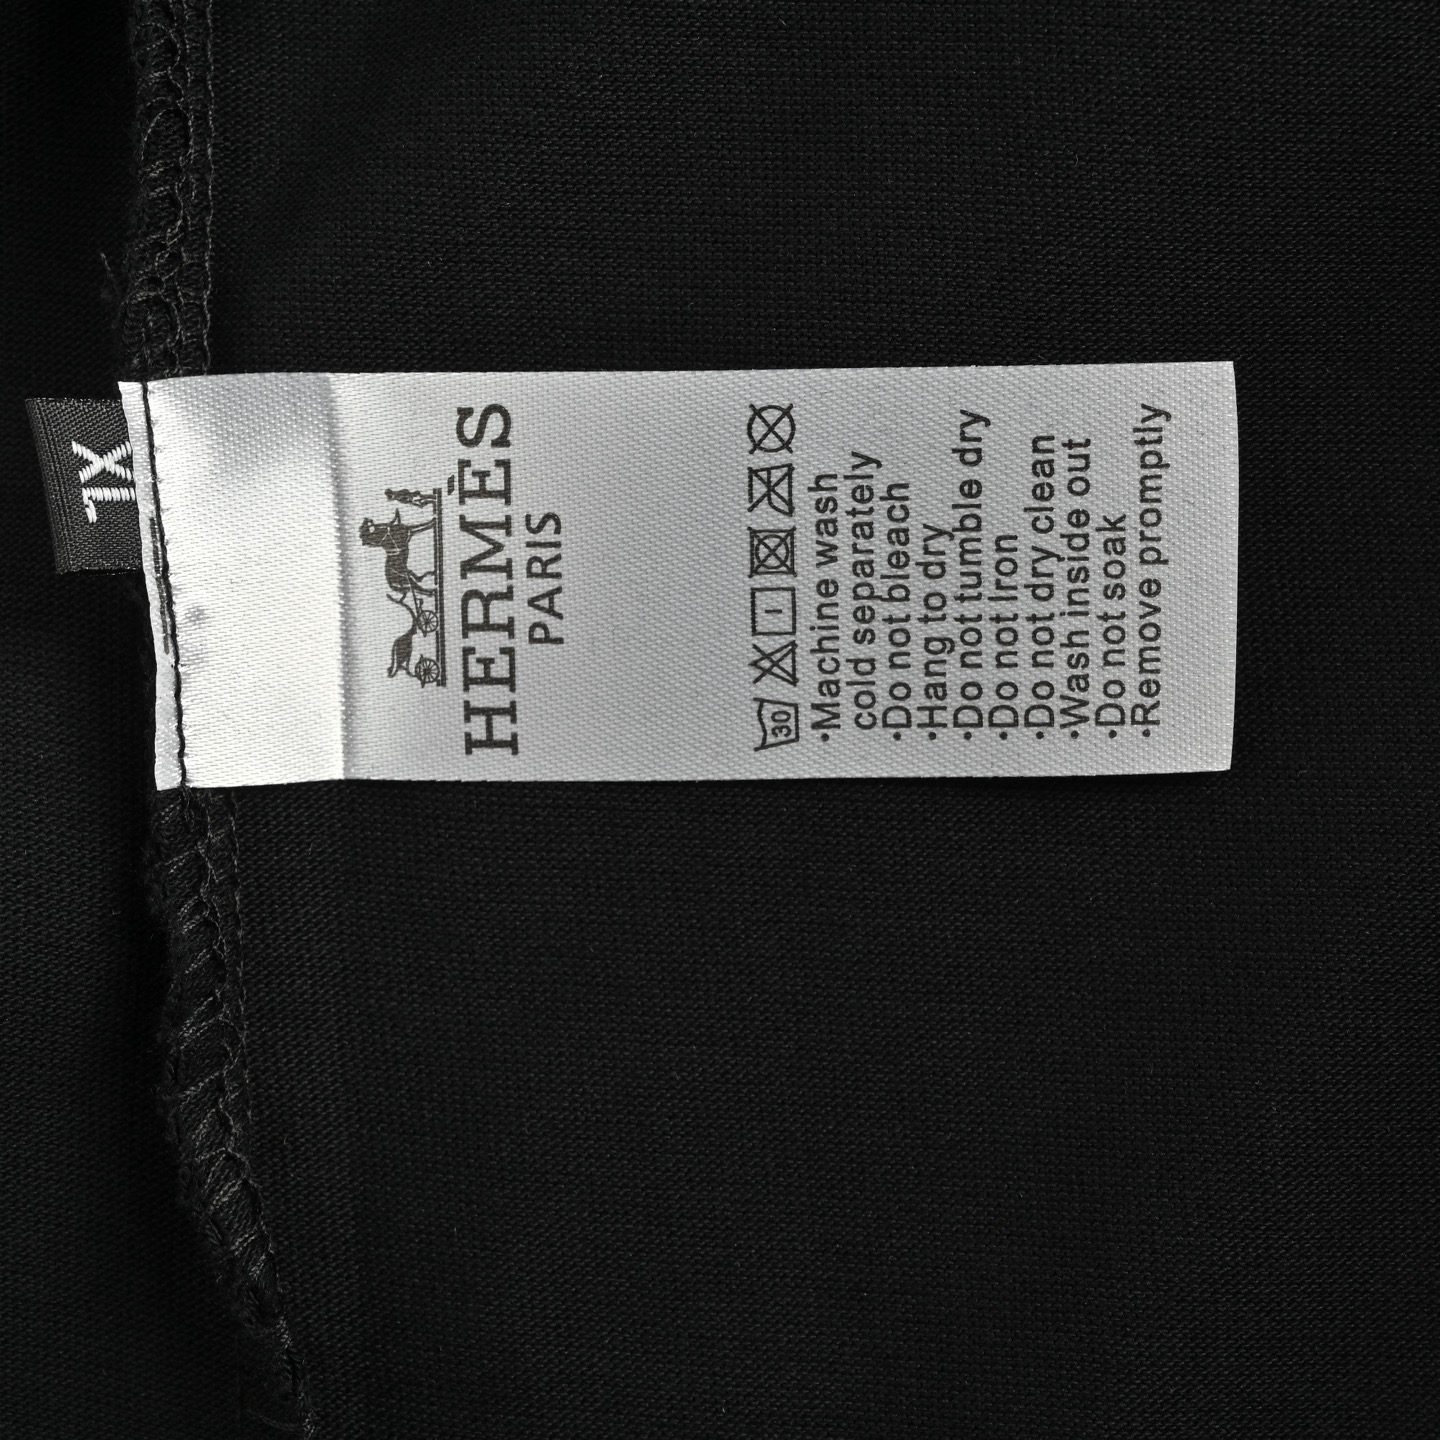 XL
HERMÈS
PARIS
30
•Machine wash
cold separately
•Do not bleach
•Hang to dry
•Do not tumble dry
•Do not Iron
•Do not dry clean
•Wash inside out
•Do not soak
•Remove promptly